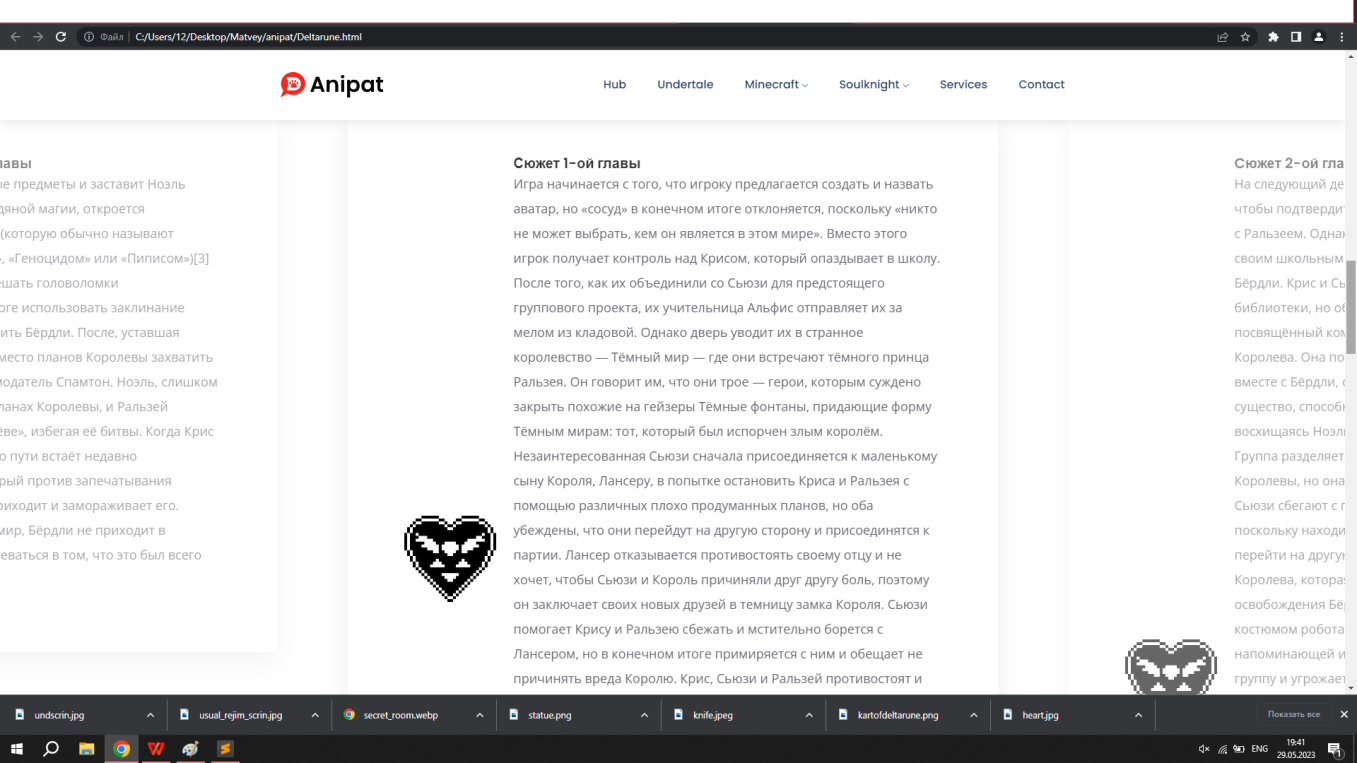 Файл
C:/Users/12/Desktop/Matvey/anipat/Deltarune.html
Anipat
Hub
Undertale
Minecraft
Soulknight
Services
Contact
лавы
ые предметы и заставит Ноэль
дяной магии, откроется
(которую обычно называют
», «Геноцидом» или «Пиписом»)[3]
ешать головоломки
оге использовать заклинание
ить Бёрдли. После, уставшая
место планов Королевы захватить
модатель Спамтон. Ноэль, слишком
ланах Королевы, и Ральзей
ёве», избегая её битвы. Когда Крис
о пути встаёт недавно
рый против запечатывания
риходит и замораживает его.
мир, Бёрдли не приходит в
еваться в том, что это был всего
Сюжет 1-ой главы
Игра начинается с того, что игроку предлагается создать и назвать
аватар, но «сосуд» в конечном итоге отклоняется, поскольку «никто
не может выбрать, кем он является в этом мире». Вместо этого
игрок получает контроль над Крисом, который опаздывает в школу.
После того, как их объединили со Сьюзи для предстоящего
группового проекта, их учительница Альфис отправляет их за
мелом из кладовой. Однако дверь уводит их в странное
королевство — Тёмный мир — где они встречают тёмного принца
Ральзея. Он говорит им, что они трое — герои, которым суждено
закрыть похожие на гейзеры Тёмные фонтаны, придающие форму
Тёмным мирам: тот, который был испорчен злым королём.
Незаинтересованная Сьюзи сначала присоединяется к маленькому
сыну Короля, Лансеру, в попытке остановить Криса и Ральзея с
помощью различных плохо продуманных планов, но оба
убеждены, что они перейдут на другую сторону и присоединятся к
партии. Лансер отказывается противостоять своему отцу и не
хочет, чтобы Сьюзи и Король причиняли друг другу боль, поэтому
он заключает своих новых друзей в темницу замка Короля. Сьюзи
помогает Крису и Ральзею сбежать и мстительно борется с
Лансером, но в конечном итоге примиряется с ним и обещает не
причинять вреда Королю. Крис, Сьюзи и Ральзей противостоят и
Сюжет 2-ой гла
На следующий де
чтобы подтвердит
с Ральзеем. Однак
своим школьным
Бёрдли. Крис и Сь
библиотеки, но об
посвящённый ком
Королева. Она по
вместе с Бёрдли, с
существо, способн
восхищаясь Ноэл
Группа разделяет
Королевы, но она
Сьюзи сбегают с п
поскольку находи
перейти на другу
Королева, котора
освобождения Бё
костюмом робота
напоминающей и
группу и угрожает
undscrin.jpg
usual_rejim_scrin.jpg
secret_room.webp
statue.png
knife.jpeg
kartofdeltarune.png
heart.jpg
Показать все
ENG
19:41
29.05.2023